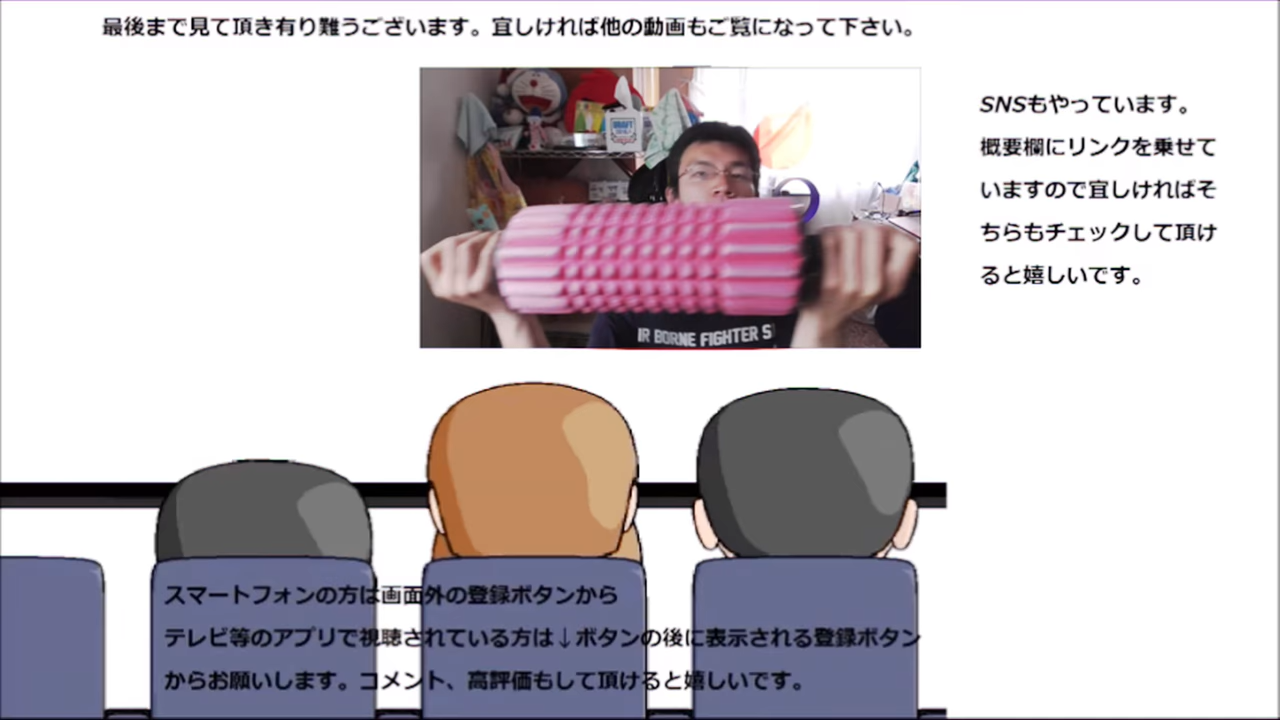 最後まで見て頂き有り難うございます。宜しければ他の動画もご覧になって下さい。
SNSもやっています。
概要欄にリンクを乗せて
いますので宜しければそ
ちらもチェックして頂け
ると嬉しいです。
DRAFT
IR BORNE FIGHTER S
スマートフォンの方は画面外の登録ボタンから
テレビ等のアプリで視聴されている方は↓ボタンの後に表示される登録ボタン
からお願いします。コメント、高評価もして頂けると嬉しいです。